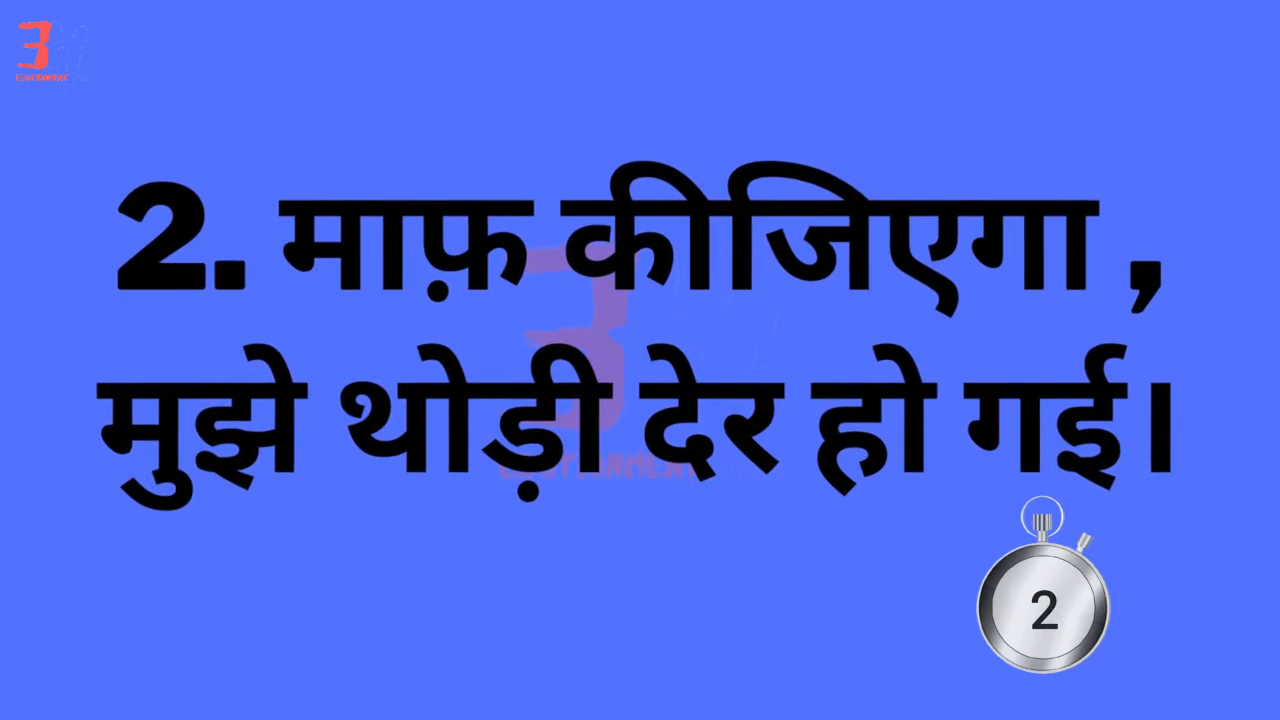 2. माफ़ कीजिएगा ,
मुझे थोड़ी देर हो गई।
2